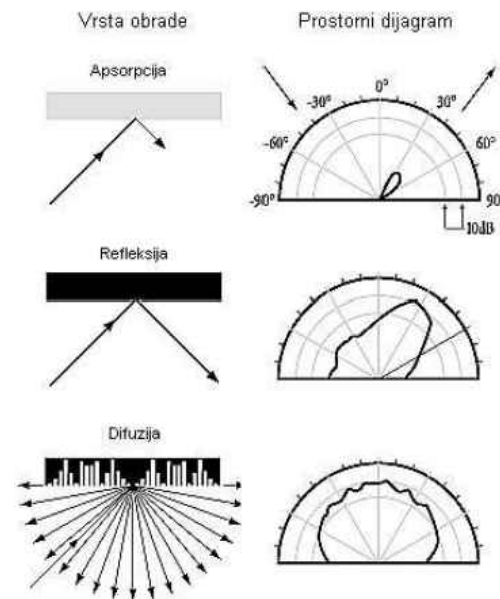 Vrsta obrade
Prostorni dijagram
Apsorpcija
0°
-30°
30°
-60°
60°
-90°
90
10dB
Refleksija
Difuzija